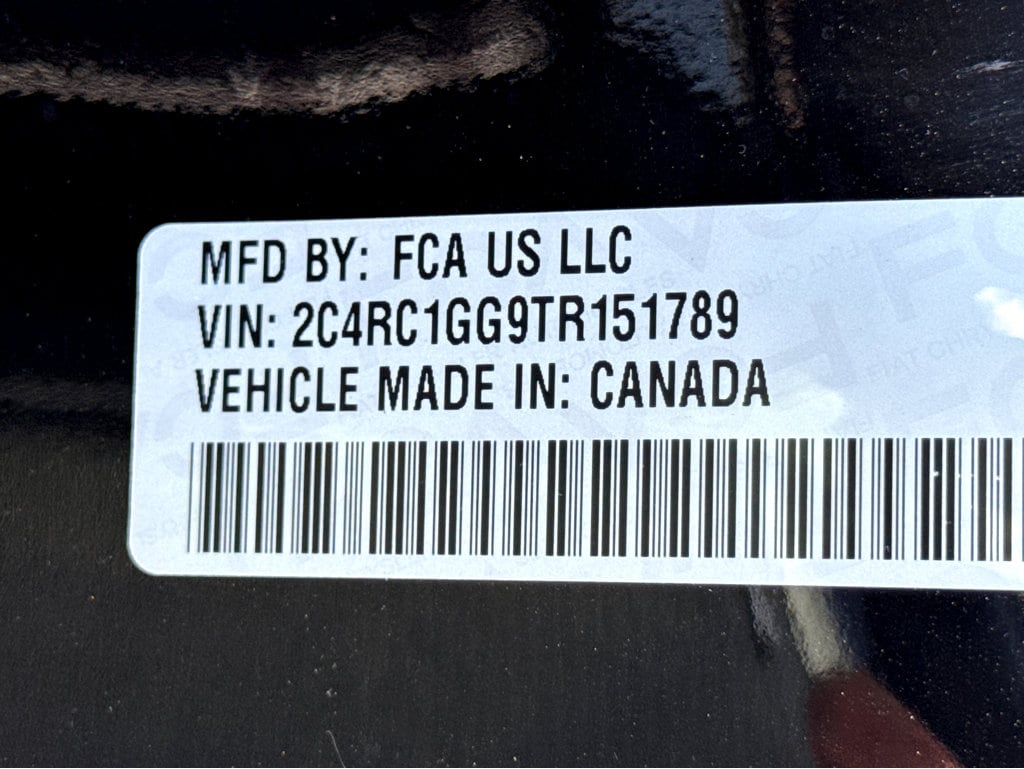 MFD BY: FCA US LLC
VIN: 2C4RC1GG9TR151789
VEHICLE MADE IN: CANADA